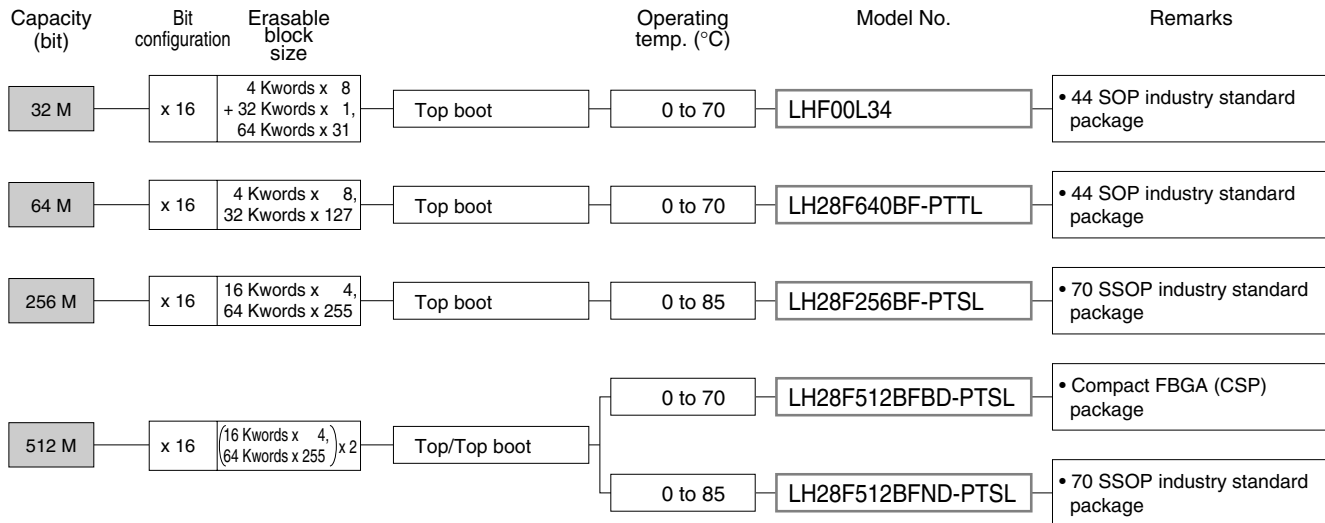 Capacity (bit)
Bit configuration
Erasable block size
Operating temp. (°C)
Model No.
Remarks
32 M
x 16
4 Kwords x 8
+ 32 Kwords x 1,
64 Kwords x 31
Top boot
0 to 70
LHF00L34
• 44 SOP industry standard
package
64 M
x 16
4 Kwords x 8,
32 Kwords x 127
Top boot
0 to 70
LH28F640BF-PTTL
• 44 SOP industry standard
package
256 M
x 16
16 Kwords x 4,
64 Kwords x 255
Top boot
0 to 85
LH28F256BF-PTSL
• 70 SSOP industry standard
package
512 M
x 16
(16 Kwords x 4,
64 Kwords x 255) x 2
Top/Top boot
0 to 70
LH28F512BFBD-PTSL
• Compact FBGA (CSP)
package
0 to 85
LH28F512BFND-PTSL
• 70 SSOP industry standard
package